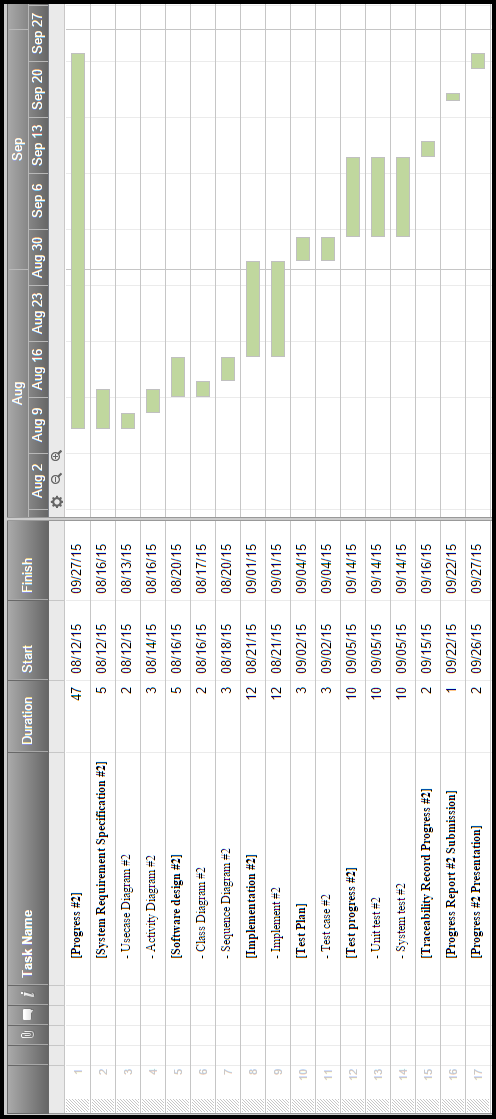 Task Name Duration Start Finish
Aug Sep
Aug 2 Aug 9 Aug 16 Aug 23 Aug 30 Sep 6 Sep 13 Sep 20 Sep 27
1 [Progress #2] 47 08/12/15 09/27/15
2 [System Requirement Specification #2] 5 08/12/15 08/16/15
3 - Usecase Diagram #2 2 08/12/15 08/13/15
4 - Activity Diagram #2 3 08/14/15 08/16/15
5 [Software design #2] 5 08/16/15 08/20/15
6 - Class Diagram #2 2 08/16/15 08/17/15
7 - Sequence Diagram #2 3 08/18/15 08/20/15
8 [Implementation #2] 12 08/21/15 09/01/15
9 - Implement #2 12 08/21/15 09/01/15
10 [Test Plan] 3 09/02/15 09/04/15
11 - Test case #2 3 09/02/15 09/04/15
12 [Test progress #2] 10 09/05/15 09/14/15
13 - Unit test #2 10 09/05/15 09/14/15
14 - System test #2 10 09/05/15 09/14/15
15 [Traceability Record Progress #2] 2 09/15/15 09/16/15
16 [Progress Report #2 Submission] 1 09/22/15 09/22/15
17 [Progress #2 Presentation] 2 09/26/15 09/27/15